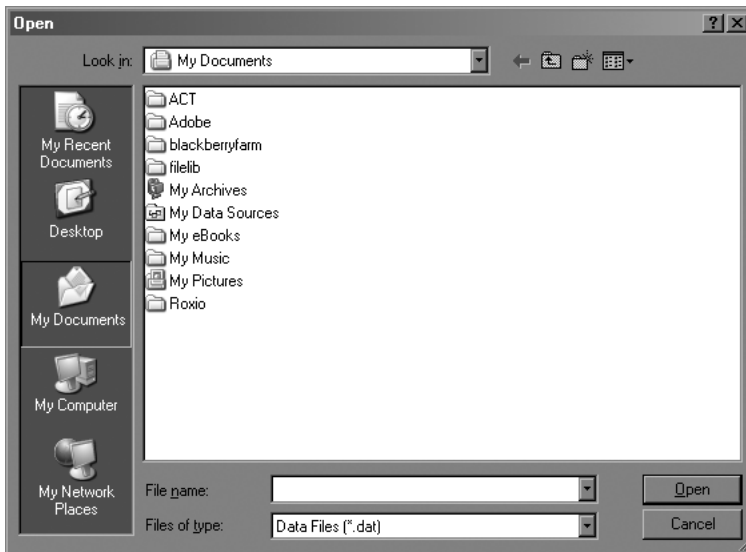 Open
Look in:
My Documents
My Recent
Documents
Desktop
My Documents
My Computer
My Network
Places
ACT
Adobe
blackberryfarm
filelib
My Archives
My Data Sources
My eBooks
My Music
My Pictures
Roxio
File name:
Open
Files of type:
Data Files (*.dat)
Cancel